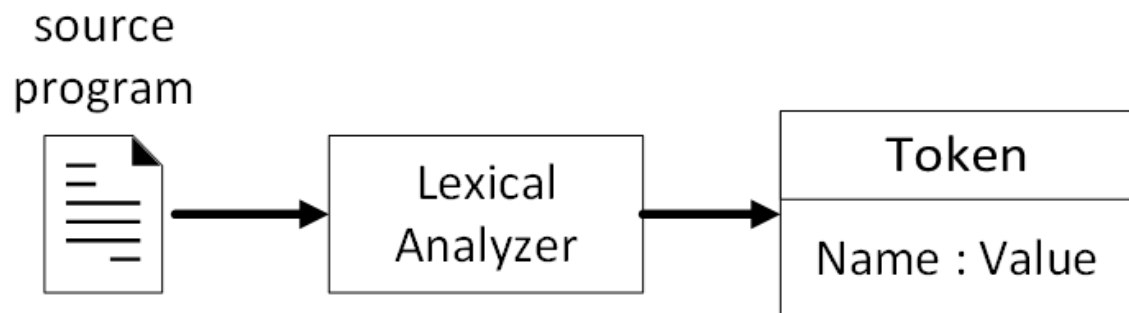 source
program
Lexical
Analyzer
Token
Name : Value